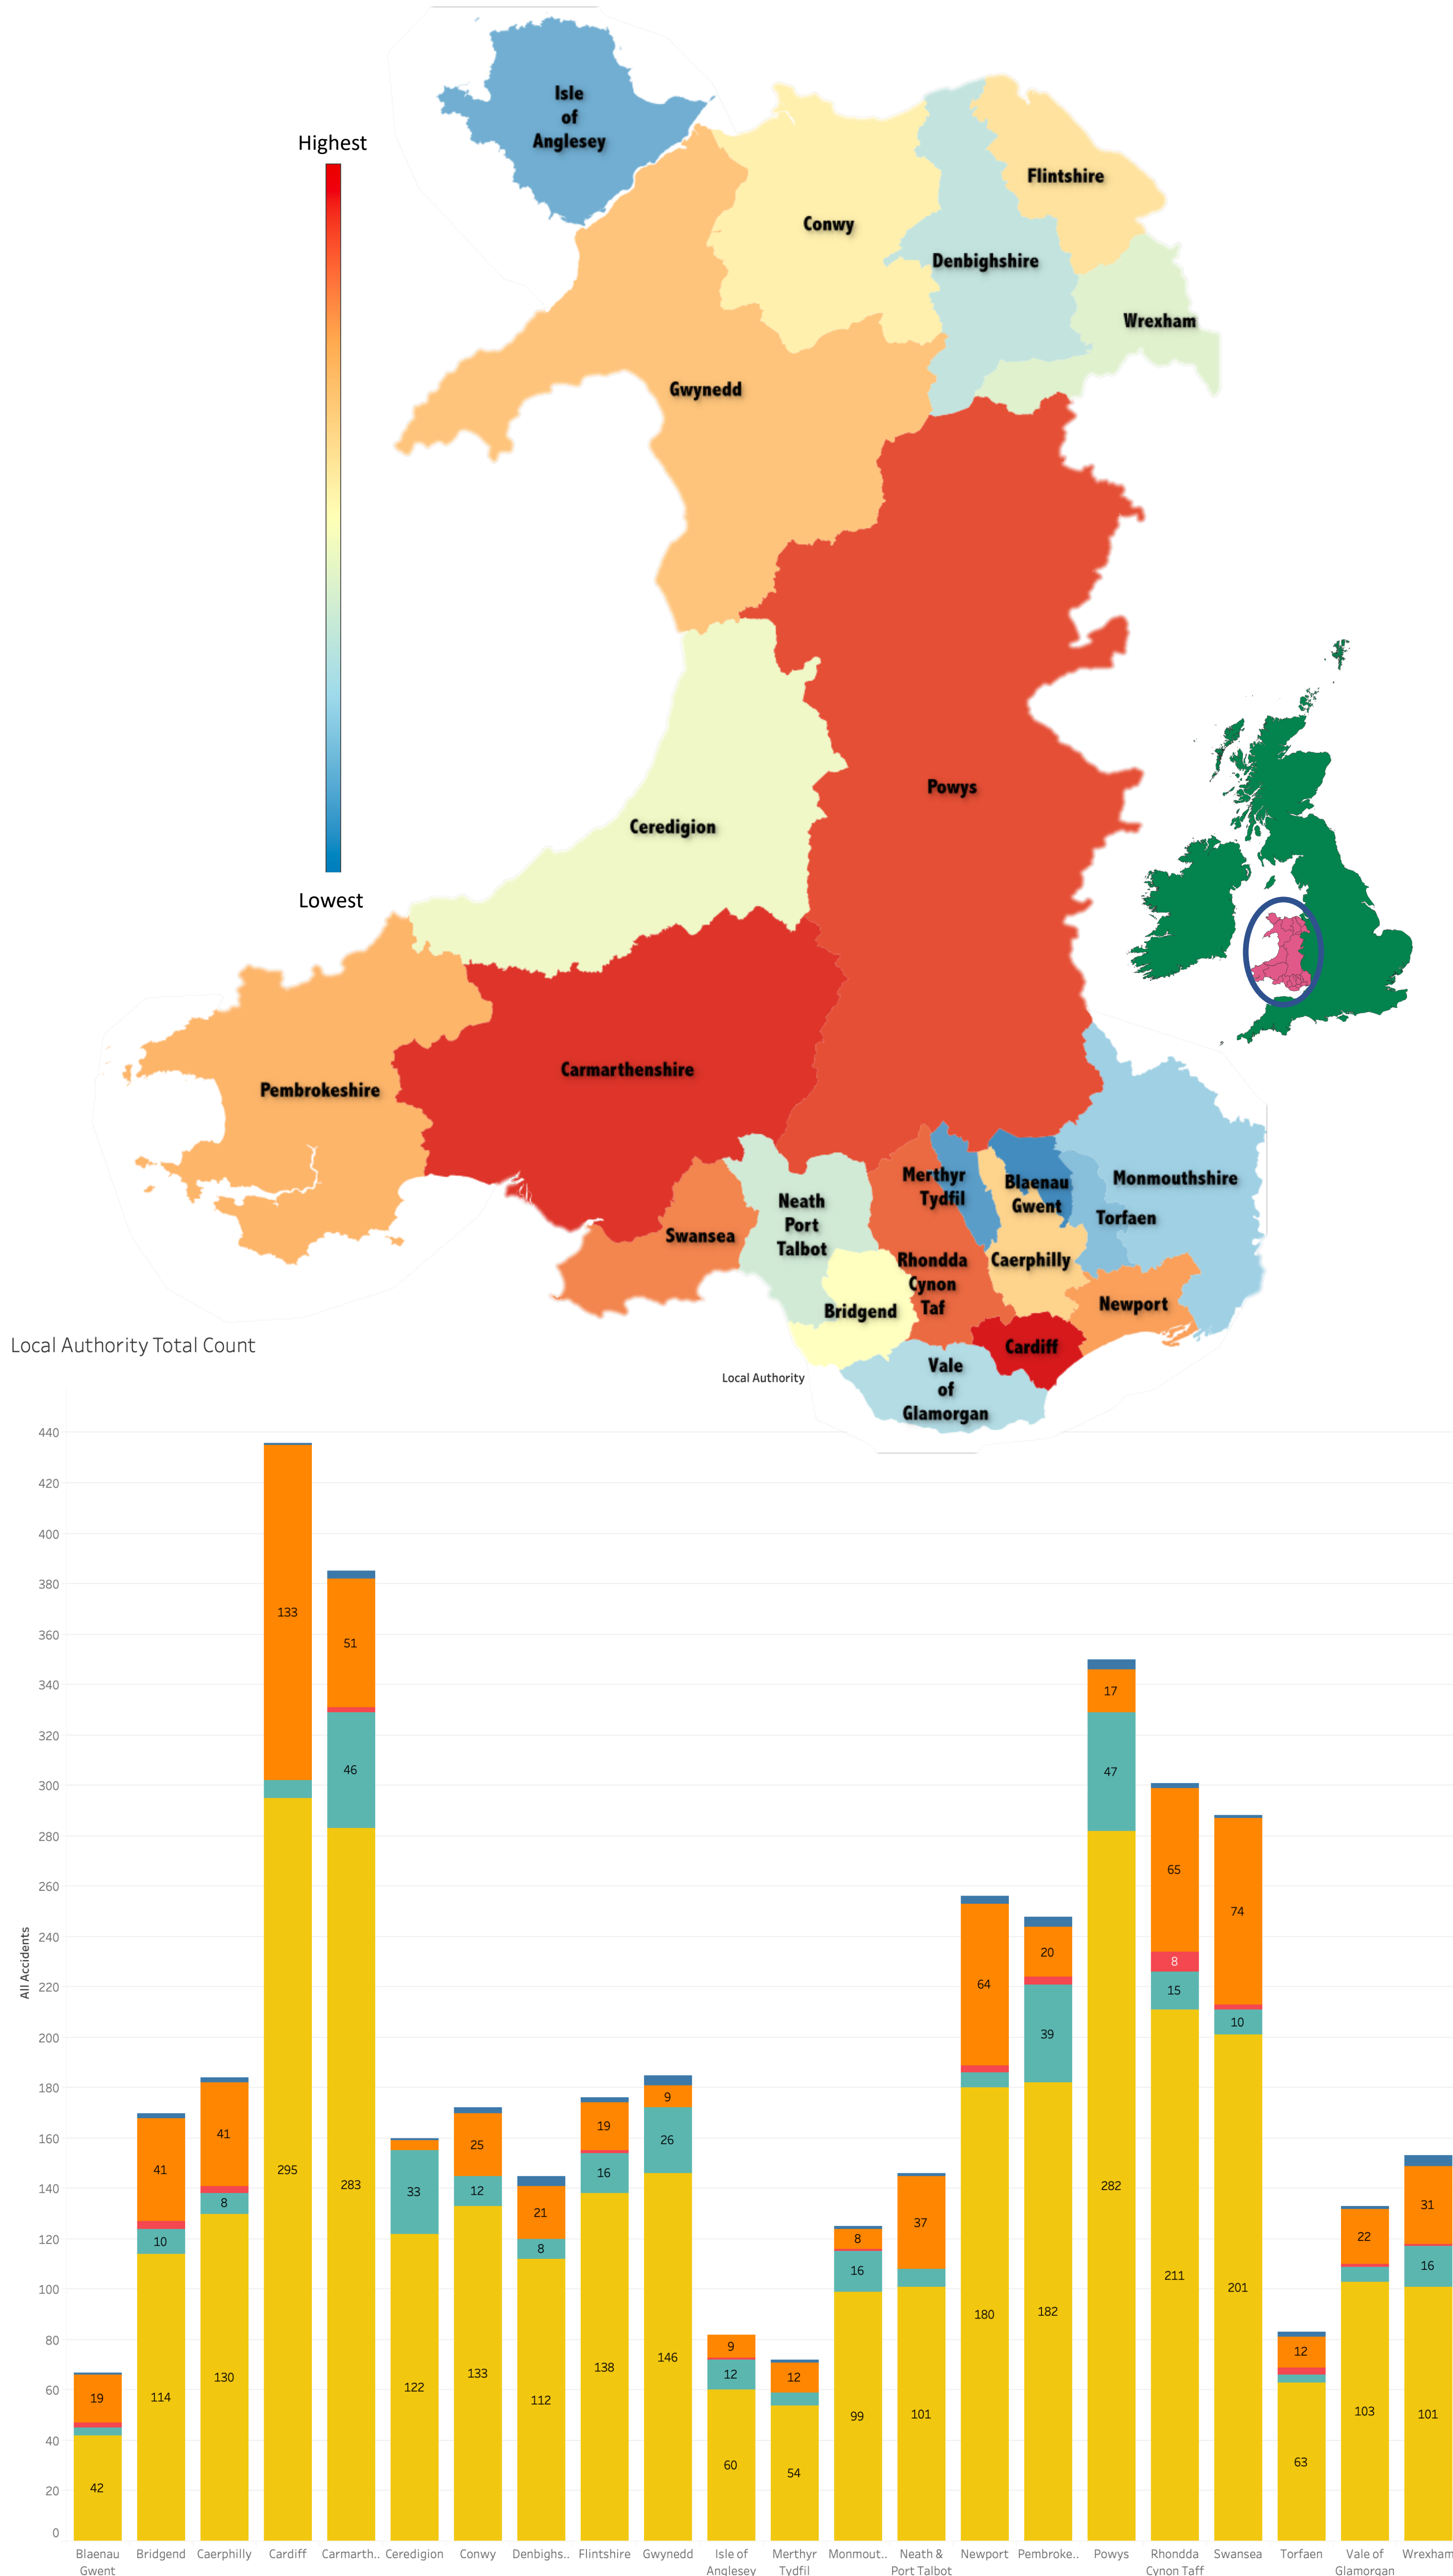 Isle
of
Anglesey
Highest
Flintshire
Conwy
Denbighshire
Wrexham
Gwynedd
Powys
Ceredigion
Lowest
Carmarthenshire
Pembrokeshire
Merthyr
Tydfil
Blaenau
Gwent
Monmouthshire
Neath
Port
Talbot
Torfaen
Swansea
Rhondda
Cynon
Taf
Caerphilly
Newport
Bridgend
Cardiff
Vale
of
Glamorgan
Local Authority Total Count
Local Authority
All Accidents
440
420
400
380
360
340
320
300
280
260
240
220
200
180
160
140
120
100
80
60
40
20
0
19
42
41
10
114
41
8
130
133
295
51
46
283
33
122
25
12
133
21
8
112
19
16
138
9
26
146
9
12
60
12
54
8
16
99
37
101
64
180
20
39
182
17
47
282
65
8
15
211
74
10
201
12
63
22
103
31
16
101
Blaenau
Gwent
Bridgend
Caerphilly
Cardiff
Carmarth..
Ceredigion
Conwy
Denbighs..
Flintshire
Gwynedd
Isle of
Anglesey
Merthyr
Tydfil
Monmout..
Neath &
Port Talbot
Newport
Pembroke..
Powys
Rhondda
Cynon Taff
Swansea
Torfaen
Vale of
Glamorgan
Wrexham